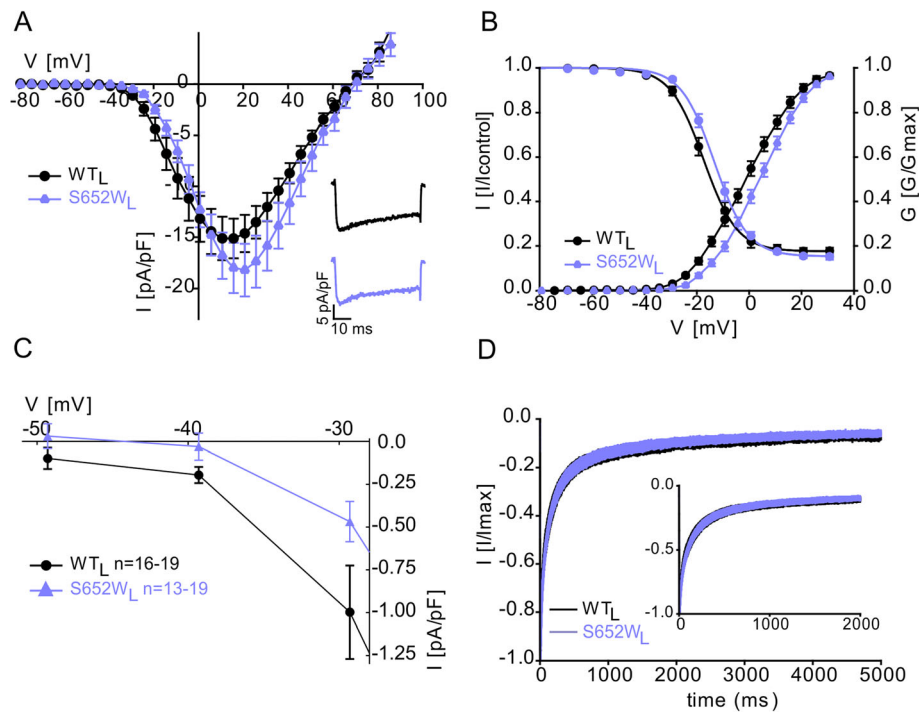 A
V [mV]
0
-80 -60 -40 -20 0 20 40 60 80 100
-5
-10
-15
-20
I [pA/pF]
WTL
S652WL
5 pA/pF
10 ms
B
1.0
0.8
0.6
0.4
0.2
0.0
I [I/Icontrol]
1.0
0.8
0.6
0.4
0.2
0.0
G [G/Gmax]
WTL
S652WL
-80 -60 -40 -20 0 20 40
V [mV]
C
V [mV]
-50 -40 -30
0.0
-0.25
-0.50
-0.75
-1.00
-1.25
I [pA/pF]
WTL n=16-19
S652WL n=13-19
D
0.0
-0.2
-0.4
-0.6
-0.8
-1.0
I [I/Imax]
0.0
-0.5
-1.0
0 1000 2000
WTL
S652WL
0 1000 2000 3000 4000 5000
time (ms)